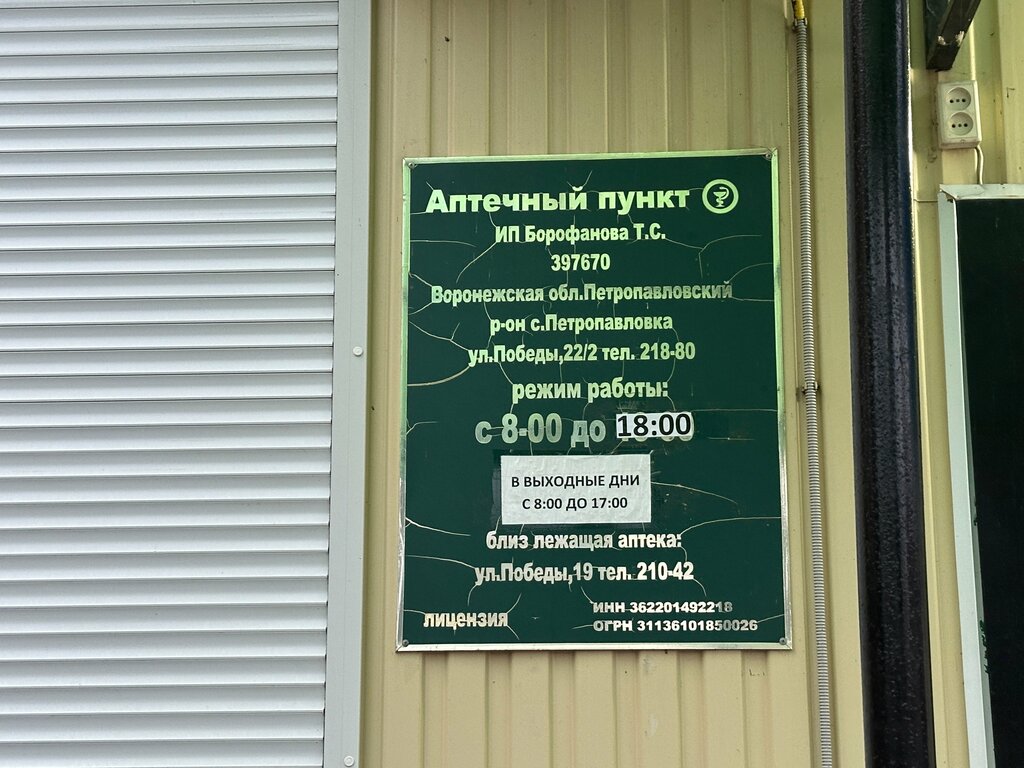 Аптечный пункт
ИП Борофанова Т.С.
397670
Воронежская обл.Петропавловский
р-он с.Петропавловка
ул.Победы,22/2 тел. 218-80
режим работы:
с 8-00 до 18:00
В ВЫХОДНЫЕ ДНИ
С 8:00 ДО 17:00
близ лежащая аптека:
ул.Победы,19 тел. 210-42
лицензия
ИНН 362201492218
ОГРН 31136101850026